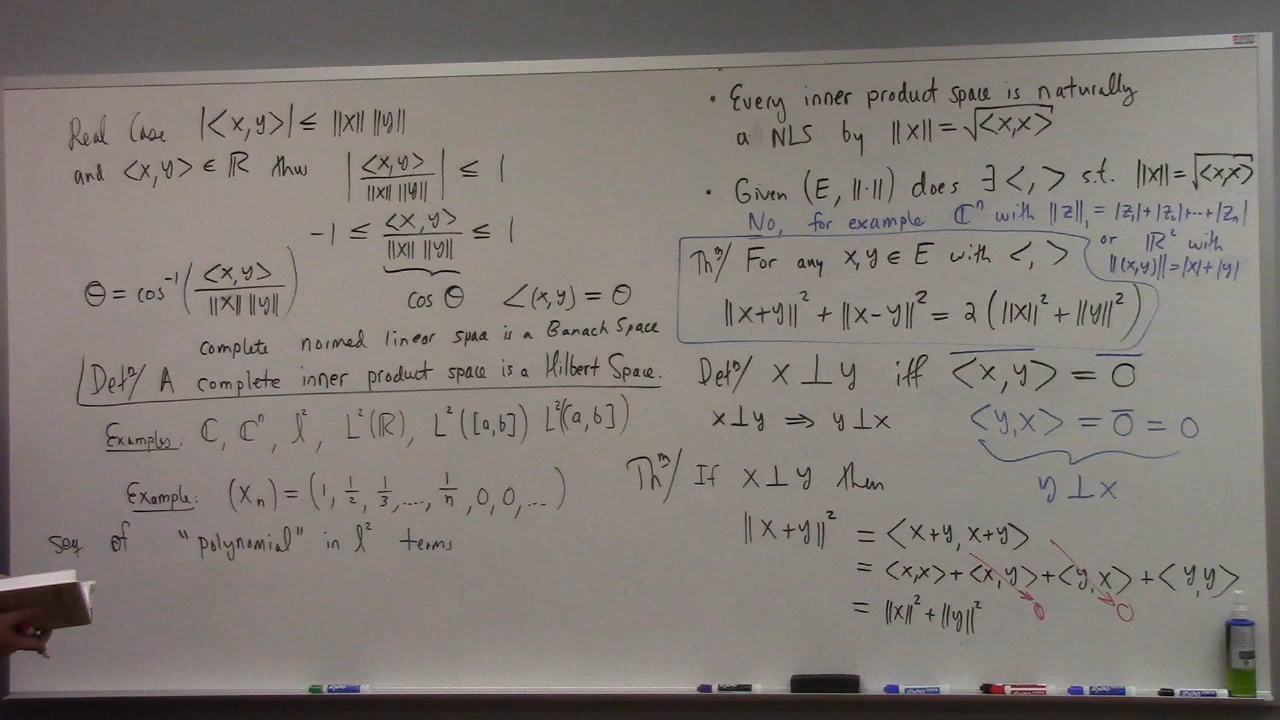 Real Case |<x,y>| ≤ ||x|| ||y||
and <x,y> ∈ ℝ thus | <x,y> / ||x|| ||y|| | ≤ 1
-1 ≤ <x,y> / ||x|| ||y|| ≤ 1
cos θ
θ = cos⁻¹( <x,y> / ||x|| ||y|| )
∠(x,y) = θ
complete normed linear space is a Banach Space
Defⁿ/ A complete inner product space is a Hilbert Space.
Examples. ℂ, ℂⁿ, l², L²(ℝ), L²([a,b]) L²((a,b])
Example: (xₙ) = (1, 1/2, 1/3, ...., 1/n, 0, 0, ... )
seq of "polynomial" in l² terms
• Every inner product space is naturally
a NLS by ||x|| = √<x,x>
• Given (E, ||·||) does ∃ <,> s.t. ||x|| = √<x,x>
No, for example ℂⁿ with ||z||₁ = |z₁|+|z₂|+···+|zₙ|
or ℝ² with
||(x,y)|| = |x|+|y|
Thᵐ/ For any x,y ∈ E with <,>
||x+y||² + ||x-y||² = 2 (||x||² + ||y||²)
Defⁿ/ x ⊥ y iff <x,y>̅ = 0̅
x⊥y ⟹ y⊥x
<y,x> = 0̅ = 0
y ⊥ x
Thᵐ/ If x ⊥ y then
||x+y||² = <x+y, x+y>
= <x,x> + <x,y> + <y,x> + <y,y>
0 0
= ||x||² + ||y||²